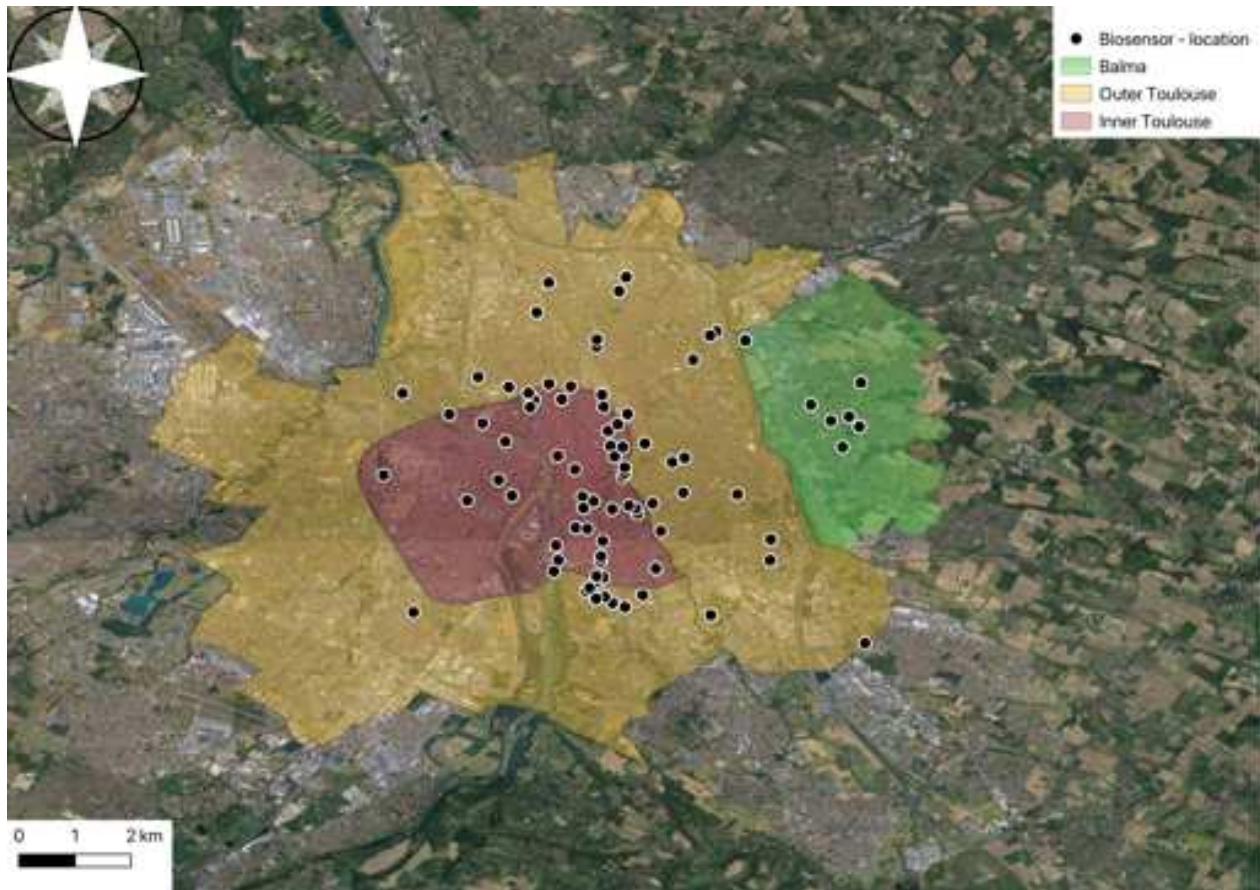 Biosensor - location
Balma
Outer Toulouse
Inner Toulouse
0 1 2 km